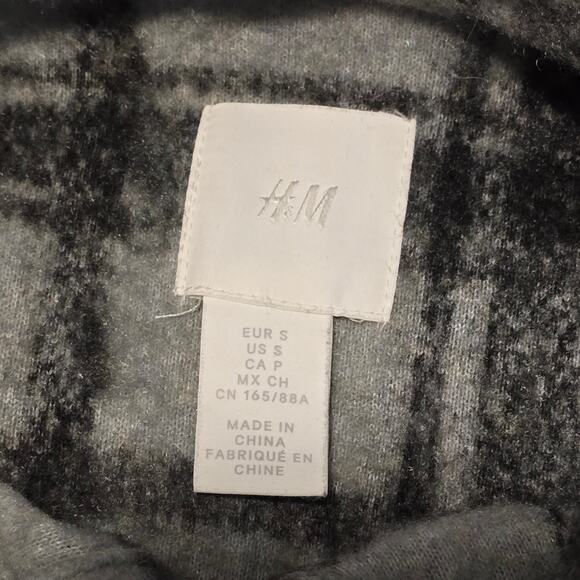 H&M
EUR S
US S
CA P
MX CH
CN 165/88A
MADE IN
CHINA
FABRIQUÉ EN
CHINE